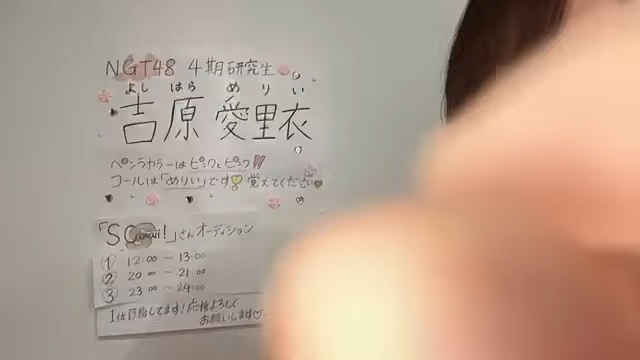 NGT48 4期研究生
よし はら め り い
吉原 愛里衣
ペンラカラーはピンクとピンク
コールは「めりい」です 覚えてください
「SCawaii!」さんオーディション
① 12:00 ～ 13:00
② 20:00 ～ 21:00
③ 23:00 ～ 24:00
1位目指してます!応援よろしく
お願いします